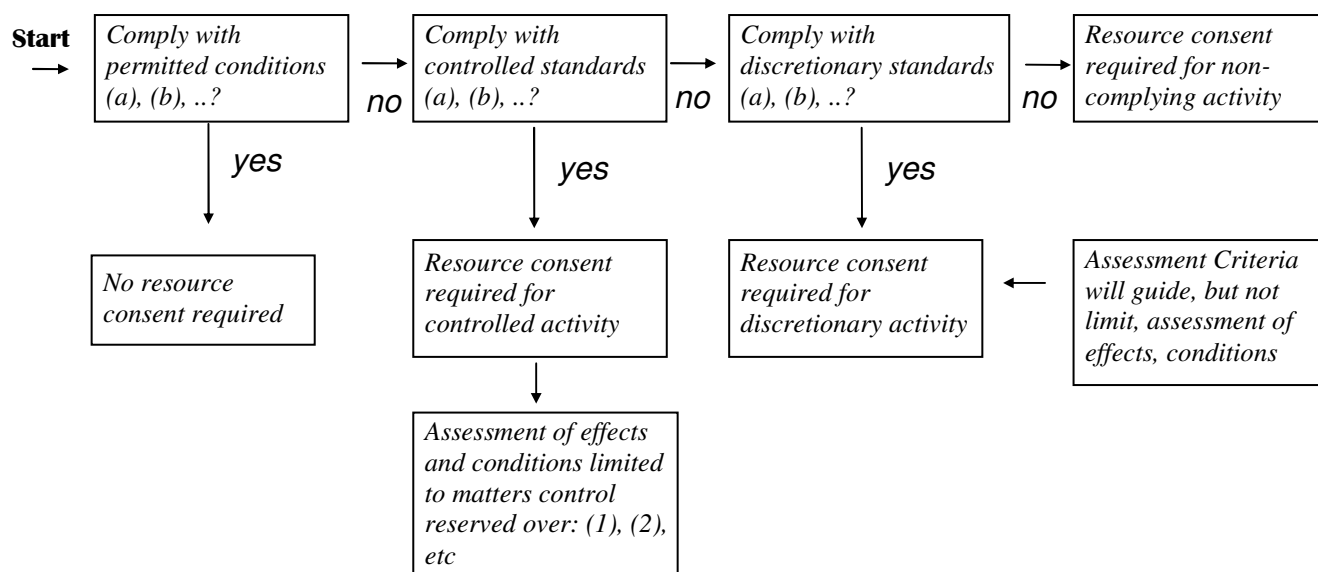 Start
Comply with
permitted conditions
(a), (b), ..?
no
Comply with
controlled standards
(a), (b), ..?
no
Comply with
discretionary standards
(a), (b), ..?
no
Resource consent
required for non-
complying activity
yes
yes
yes
No resource
consent required
Resource consent
required for
controlled activity
Resource consent
required for
discretionary activity
Assessment Criteria
will guide, but not
limit, assessment of
effects, conditions
Assessment of effects
and conditions limited
to matters control
reserved over: (1), (2),
etc